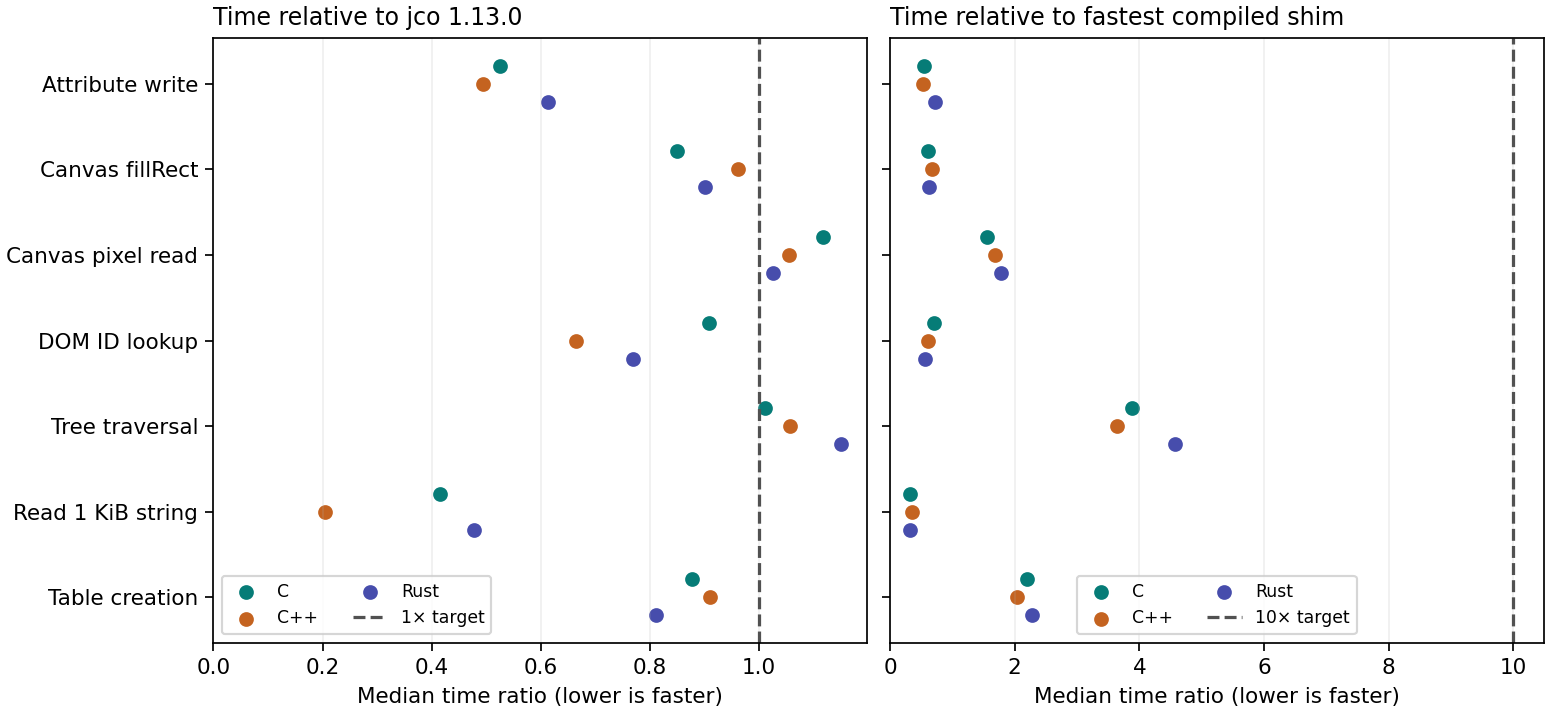 Time relative to jco 1.13.0
Time relative to fastest compiled shim
Attribute write
Canvas fillRect
Canvas pixel read
DOM ID lookup
Tree traversal
Read 1 KiB string
Table creation
C
Rust
C++
1× target
C
Rust
C++
10× target
0.0 0.2 0.4 0.6 0.8 1.0
0 2 4 6 8 10
Median time ratio (lower is faster)
Median time ratio (lower is faster)